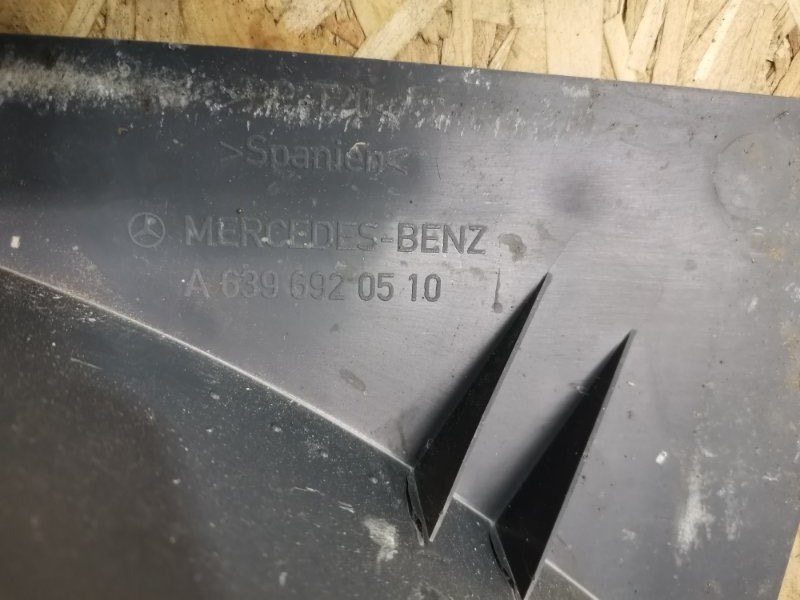 >Spanien<
MERCEDES-BENZ
A 639 692 05 10